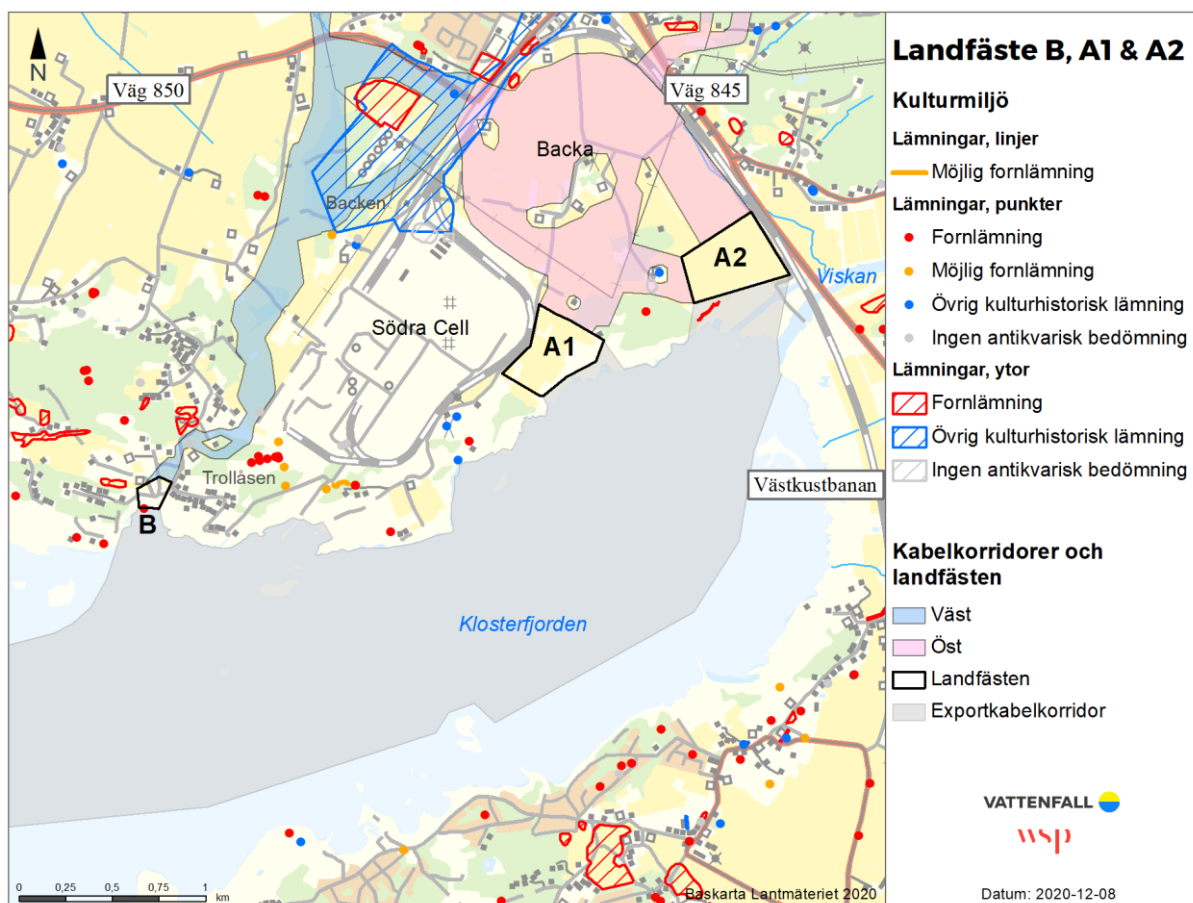 N
Väg 850
Väg 845
Backa
Backen
A2
Viskan
Södra Cell
A1
Trollåsen
Västkustbanan
B
Klosterfjorden
0 0,25 0,5 0,75 1
km
Baskarta Lantmäteriet 2020
Landfäste B, A1 & A2
Kulturmiljö
Lämningar, linjer
Möjlig fornlämning
Lämningar, punkter
Fornlämning
Möjlig fornlämning
Övrig kulturhistorisk lämning
Ingen antikvarisk bedömning
Lämningar, ytor
Fornlämning
Övrig kulturhistorisk lämning
Ingen antikvarisk bedömning
Kabelkorridorer och
landfästen
Väst
Öst
Landfästen
Exportkabelkorridor
VATTENFALL
wsp
Datum: 2020-12-08